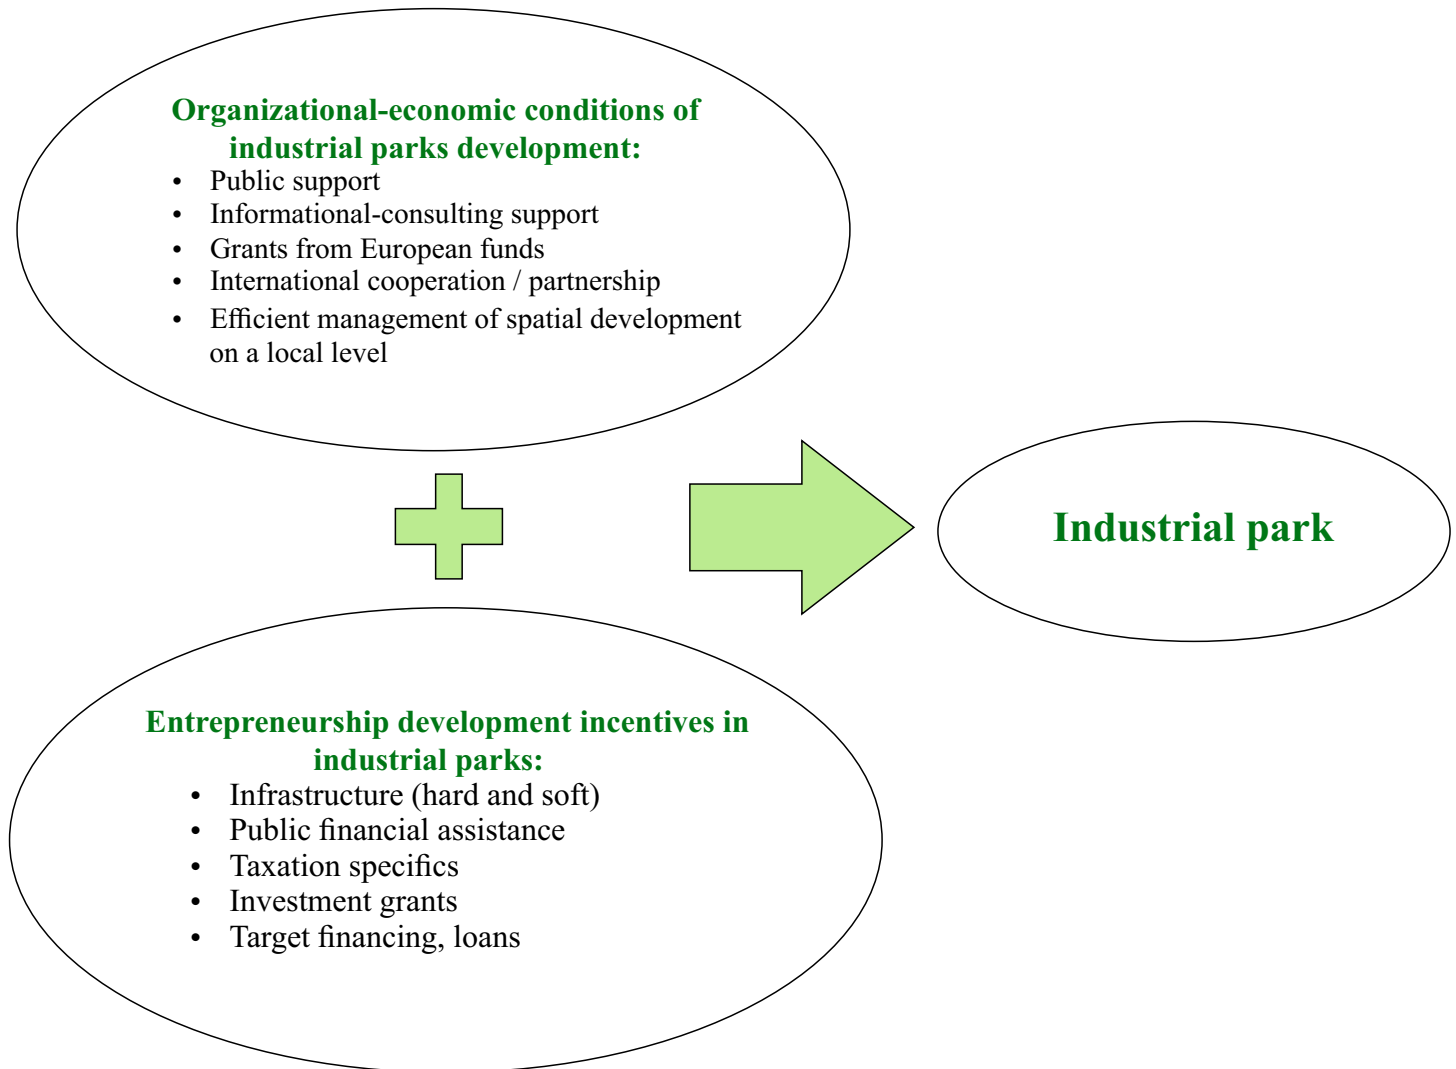 Organizational-economic conditions of
industrial parks development:
• Public support
• Informational-consulting support
• Grants from European funds
• International cooperation / partnership
• Efficient management of spatial development
on a local level
Industrial park
Entrepreneurship development incentives in
industrial parks:
• Infrastructure (hard and soft)
• Public financial assistance
• Taxation specifics
• Investment grants
• Target financing, loans